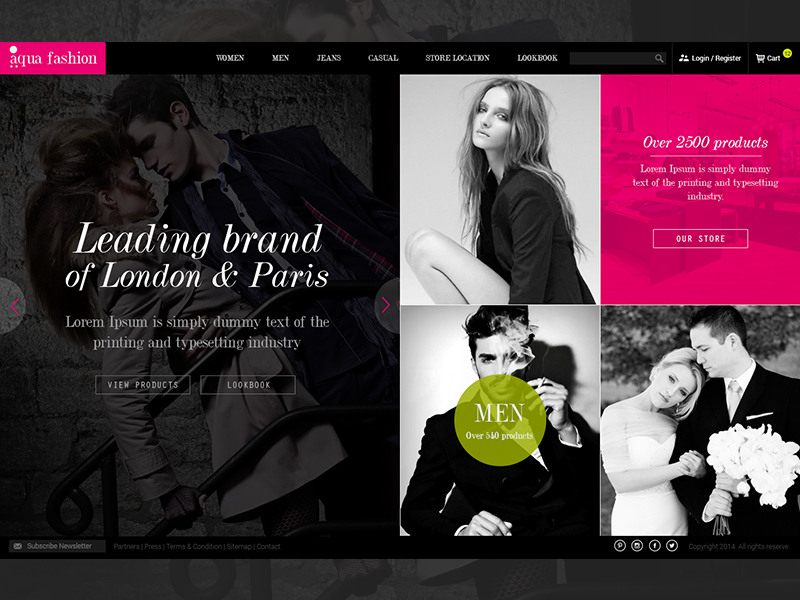 aqua fashion
WOMEN
MEN
JEANS
CASUAL
STORE LOCATION
LOOKBOOK
Login / Register
Cart
Leading brand
of London & Paris
Lorem Ipsum is simply dummy text of the
printing and typesetting industry
VIEW PRODUCTS
LOOKBOOK
Over 2500 products
Lorem Ipsum is simply dummy
text of the printing and typesetting
industry.
OUR STORE
MEN
Over 540 products
Subscribe Newsletter
Partners | Press | Terms & Condition | Sitemap | Contact
Copyright 2014. All rights reserve